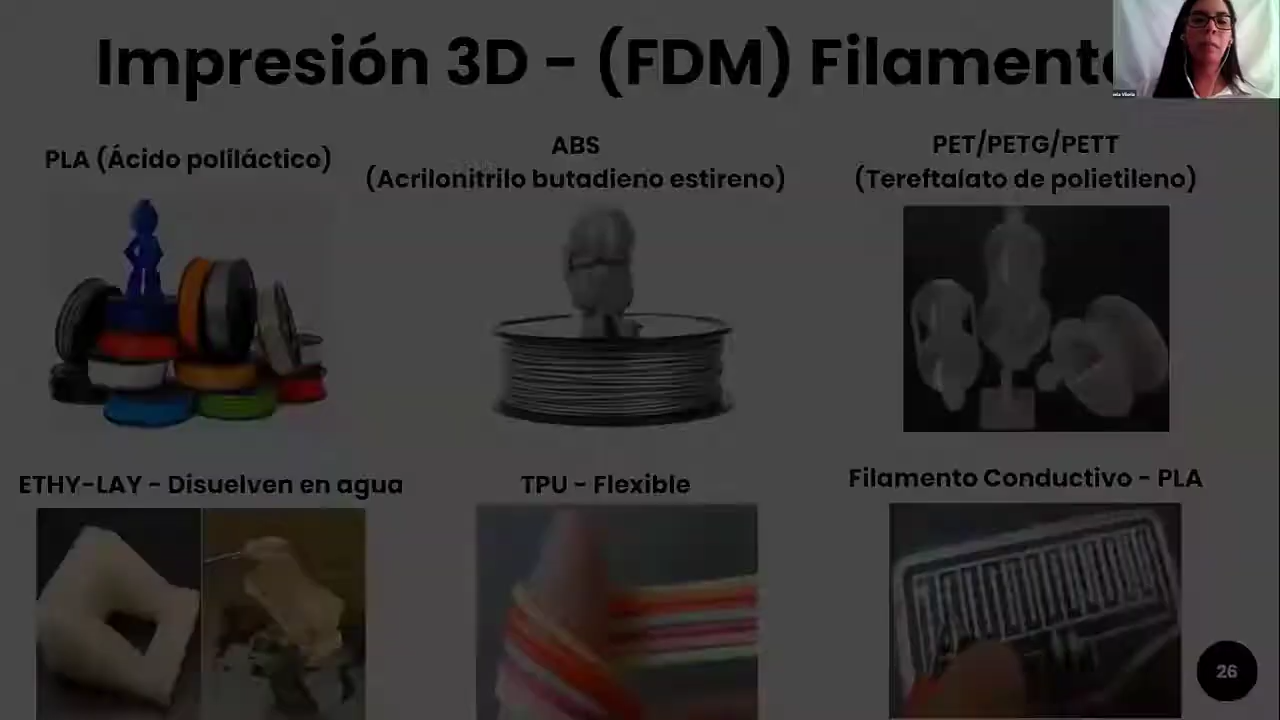 Impresión 3D - (FDM) Filament
PLA (Ácido poliláctico)
ABS
(Acrilonitrilo butadieno estireno)
PET/PETG/PETT
(Tereftalato de polietileno)
ETHY-LAY - Disuelven en agua
TPU - Flexible
Filamento Conductivo - PLA
26